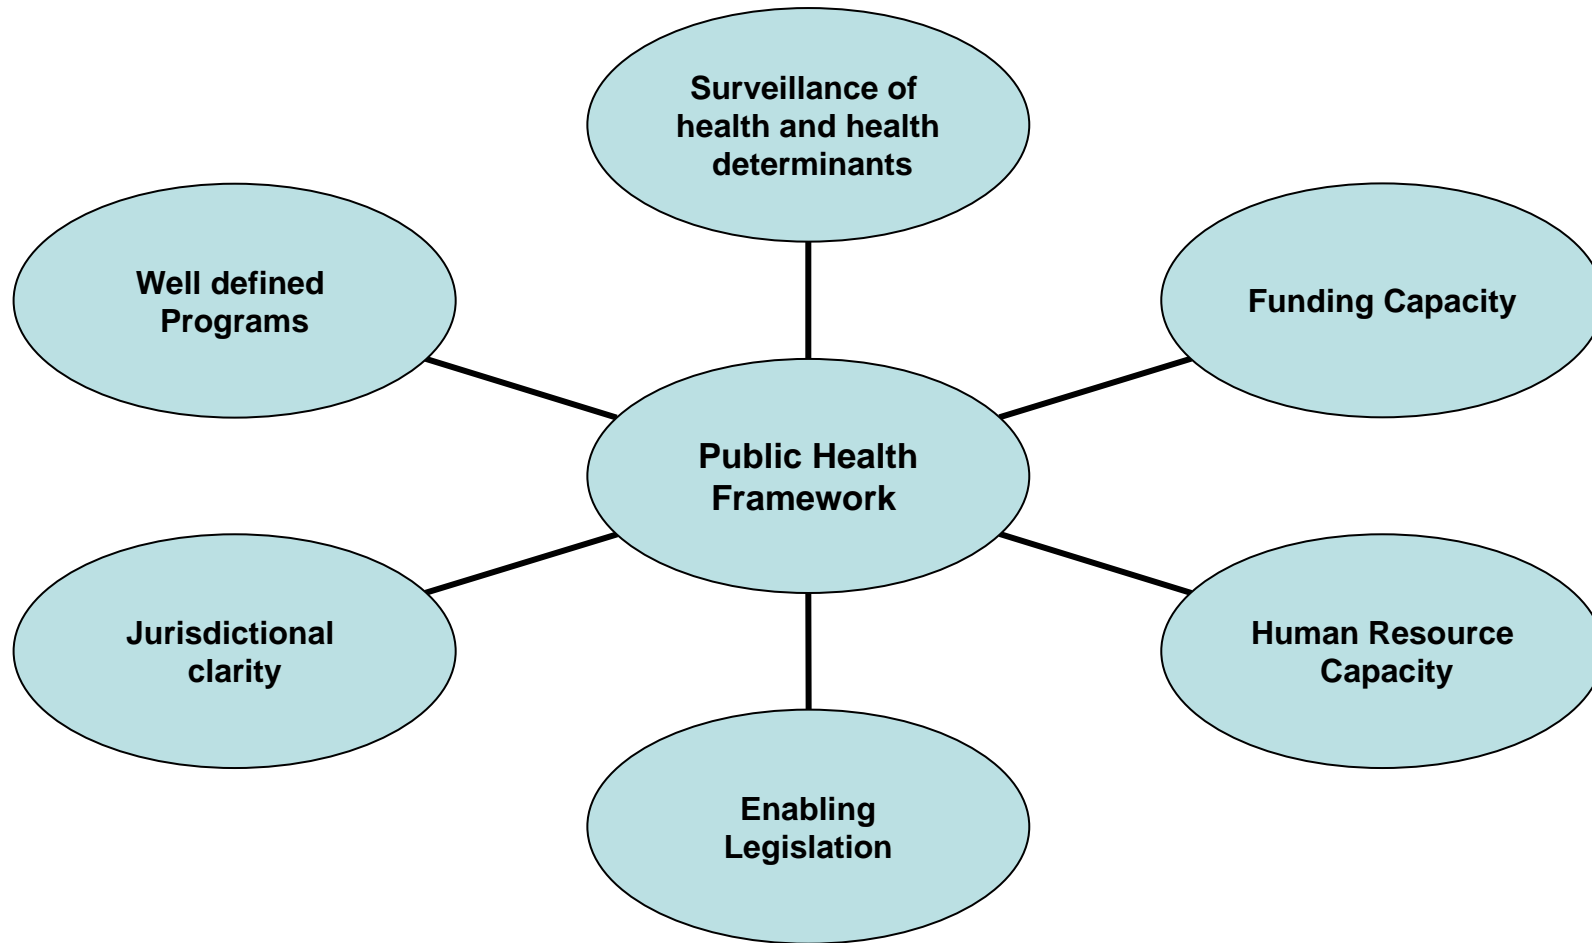 Surveillance of
health and health
determinants
Well defined
Programs
Funding Capacity
Public Health
Framework
Jurisdictional
clarity
Human Resource
Capacity
Enabling
Legislation